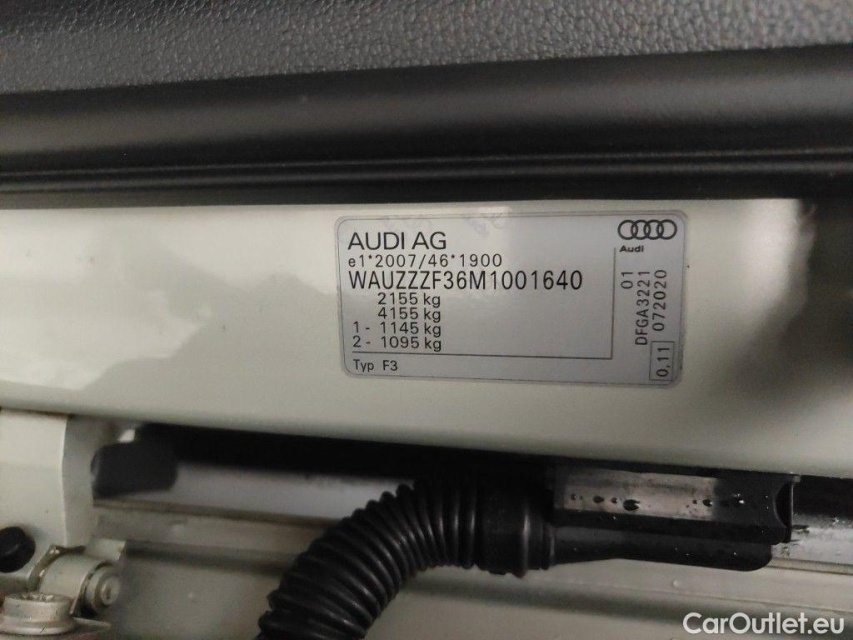 AUDI AG
e1*2007/46*1900
WAUZZZF36M1001640
2155 kg
4155 kg
1 - 1145 kg
2 - 1095 kg
Typ F3
Audi
01
DFGA3221
072020
0,11
CarOutlet.eu